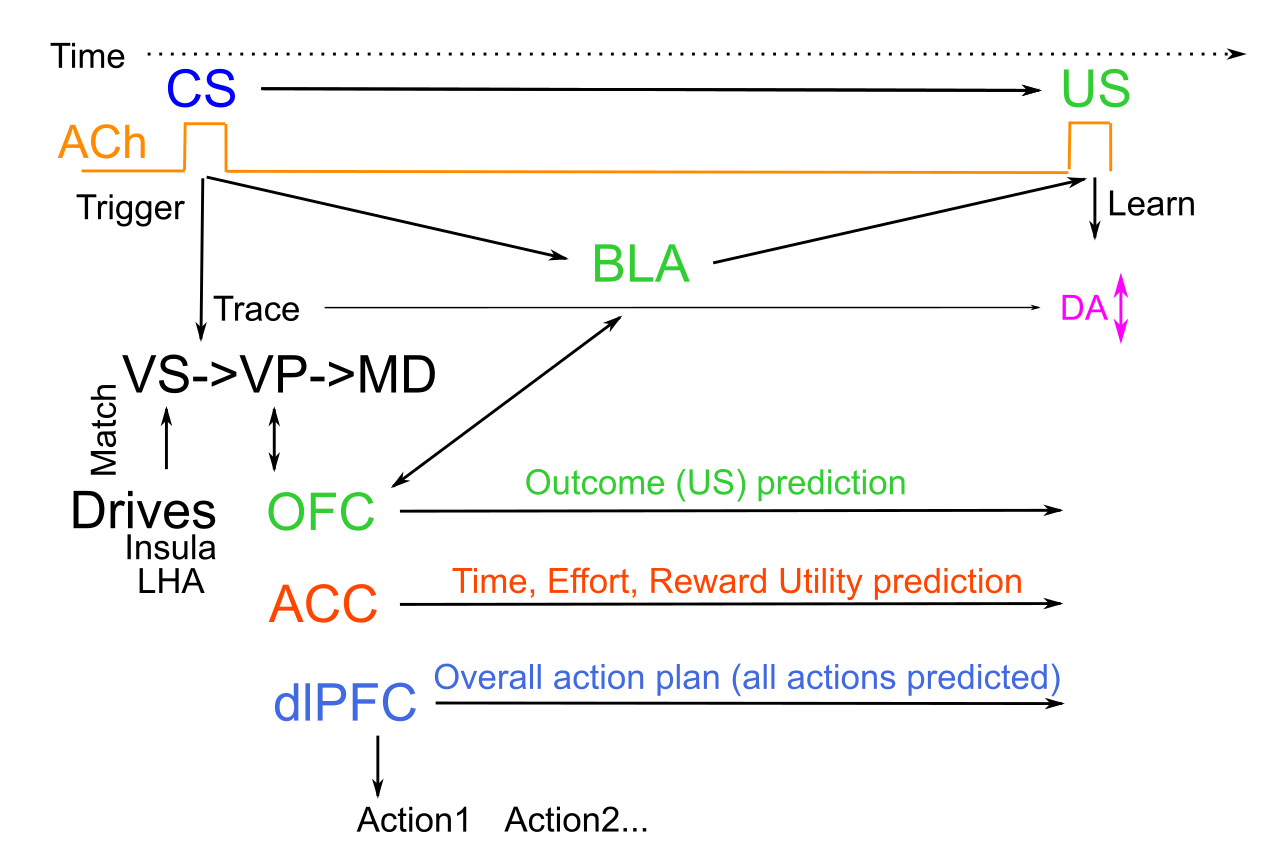 Time
CS
US
ACh
Trigger
Learn
BLA
Trace
DA
VS->VP->MD
Match
Outcome (US) prediction
Drives
OFC
Insula
LHA
Time, Effort, Reward Utility prediction
ACC
Overall action plan (all actions predicted)
dlPFC
Action1 Action2...